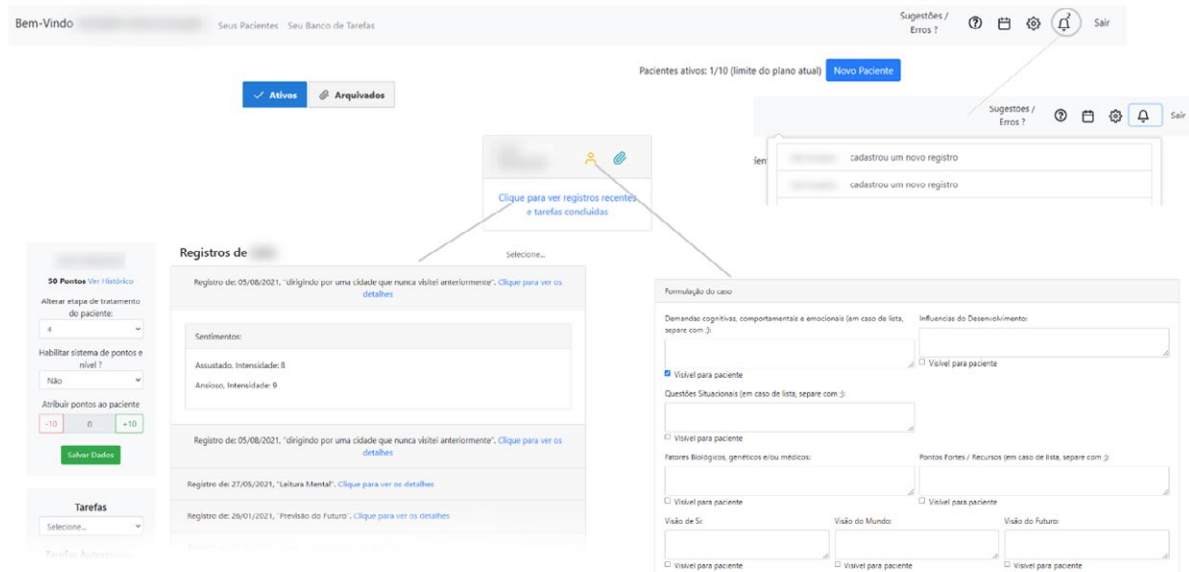 Bem-Vindo
Seus Pacientes Seu Banco de Tarefas
Sugestões /
Erros ?
Sair
Pacientes ativos: 1/10 (limite do plano atual) Novo Paciente
Ativos Arquivados
Sugestões /
Erros ?
Sair
cadastrou um novo registro
cadastrou um novo registro
Clique para ver registros recentes
e tarefas concluídas
50 Pontos Ver Histórico
Alterar etapa de tratamento
do paciente:
4
Habilitar sistema de pontos e
nível ?
Não
Atribuir pontos ao paciente
-10 0 +10
Salvar Dados
Tarefas
Selecione...
Registros de
Selecione...
Registro de: 05/08/2021, "dirigindo por uma cidade que nunca visitei anteriormente". Clique para ver os
detalhes
Sentimentos:
Assustado, Intensidade: 8
Ansioso, Intensidade: 9
Registro de: 05/08/2021, "dirigindo por uma cidade que nunca visitei anteriormente". Clique para ver os
detalhes
Registro de: 27/05/2021, "Leitura Mental". Clique para ver os detalhes
Registro de: 26/01/2021, "Previsão do Futuro". Clique para ver os detalhes
Formulação do caso
Demandas cognitivas, comportamentais e emocionais (em caso de lista,
separe com ;):
Visível para paciente
Influencias do Desenvolvimento:
Visível para paciente
Questões Situacionais (em caso de lista, separe com ;):
Visível para paciente
Fatores Biológicos, genéticos e/ou médicos:
Visível para paciente
Pontos Fortes / Recursos (em caso de lista, separe com ;):
Visível para paciente
Visão de Si:
Visão do Mundo:
Visão do Futuro:
Visível para paciente
Visível para paciente
Visível para paciente